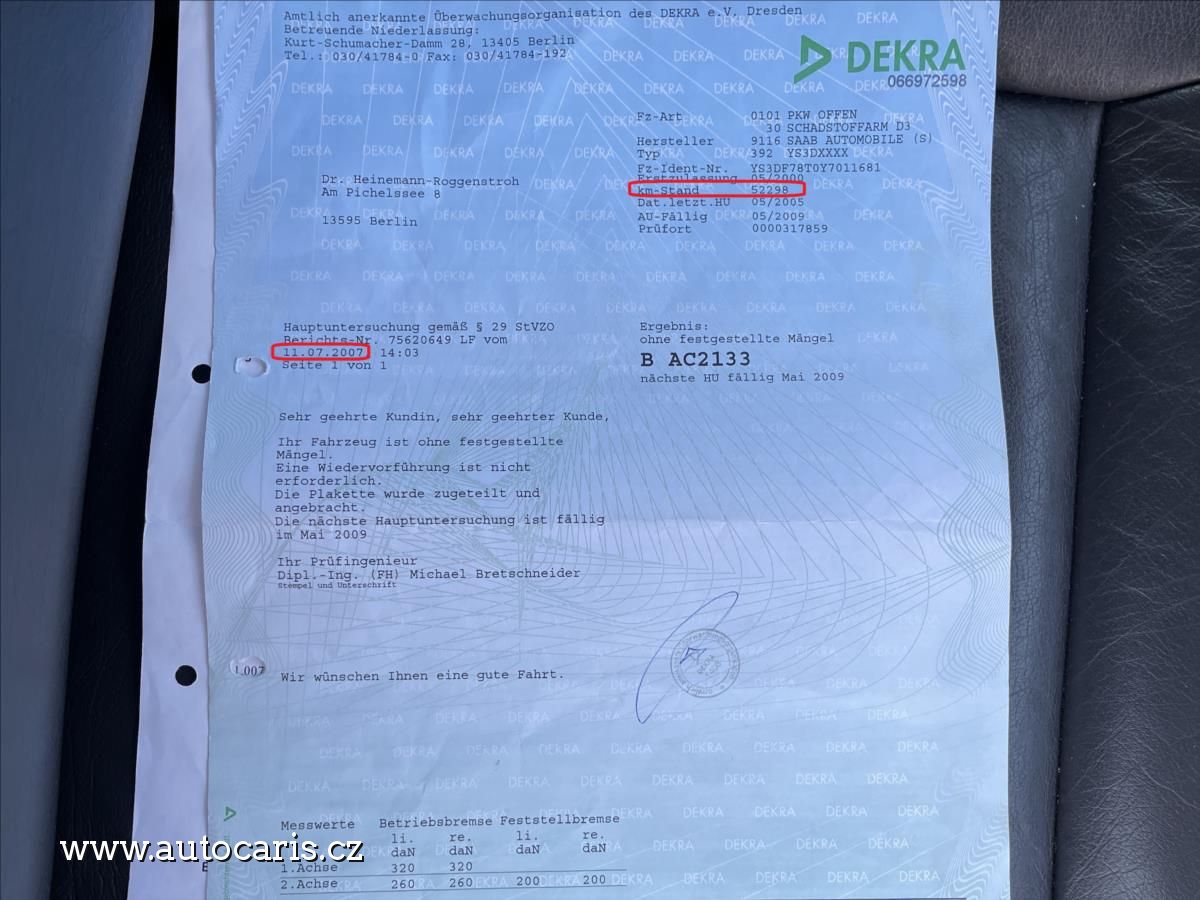 Amtlich anerkannte Überwachungsorganisation des DEKRA e.V. Dresden
Betreuende Niederlassung:
Kurt-Schumacher-Damm 28, 13405 Berlin
Tel.: 030/41784-0 Fax: 030/41784-192
DEKRA
066972598
Fz-Art 0101 PKW OFFEN
30 SCHADSTOFFARM D3
Hersteller 9116 SAAB AUTOMOBILE (S)
Typ 392 YS3DXXXX
Fz-Ident-Nr. YS3DF78T0Y7011681
Erstzulassung 05/2000
km-Stand 52298
Dat.letzt.HU 05/2005
AU-Fällig 05/2009
Prüfort 0000317859
Dr. Heinemann-Roggenstroh
Am Pichelssee 8
13595 Berlin
Hauptuntersuchung gemäß § 29 StVZO
Berichts-Nr. 75620649 LF vom
11.07.2007 14:03
Seite 1 von 1
Ergebnis:
ohne festgestellte Mängel
B AC2133
nächste HU fällig Mai 2009
Sehr geehrte Kundin, sehr geehrter Kunde,
Ihr Fahrzeug ist ohne festgestellte
Mängel.
Eine Wiedervorführung ist nicht
erforderlich.
Die Plakette wurde zugeteilt und
angebracht.
Die nächste Hauptuntersuchung ist fällig
im Mai 2009
Ihr Prüfingenieur
Dipl.-Ing. (FH) Michael Bretschneider
Stempel und Unterschrift
1.007
Wir wünschen Ihnen eine gute Fahrt.
Messwerte Betriebsbremse Feststellbremse
li. re. li. re.
daN daN daN daN
1.Achse 320 320
2.Achse 260 260 200 200
www.autocaris.cz